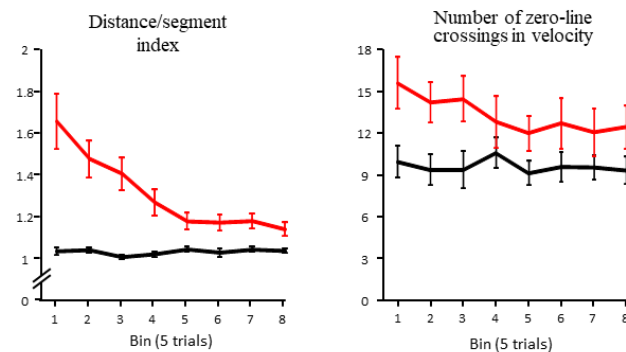 Distance/segment
index
2
1.8
1.6
1.4
1.2
1
0
1 2 3 4 5 6 7 8
Bin (5 trials)
Number of zero-line
crossings in velocity
18
15
12
9
6
3
0
1 2 3 4 5 6 7 8
Bin (5 trials)